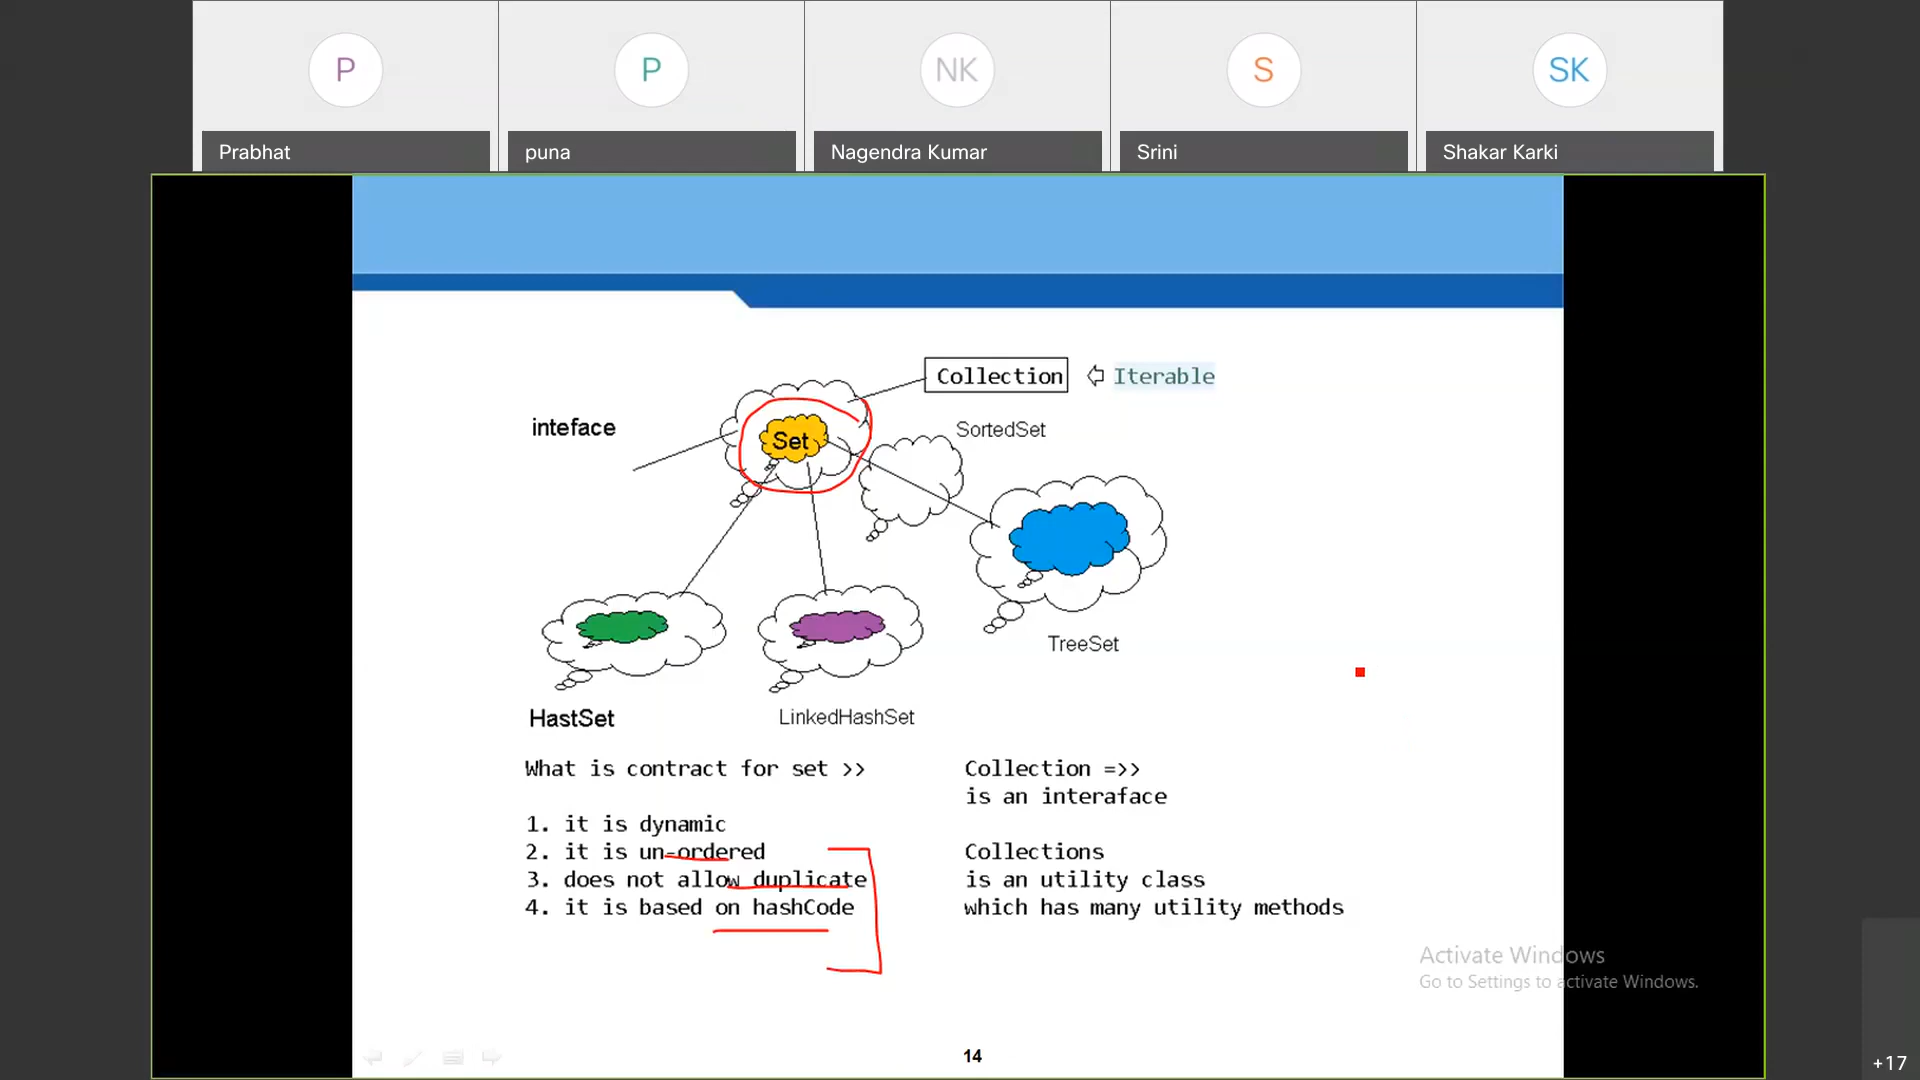 P
P
NK
S
SK
Prabhat
puna
Nagendra Kumar
Srini
Shakar Karki
Collection
Iterable
inteface
Set
SortedSet
TreeSet
HastSet
LinkedHashSet
What is contract for set >>
1. it is dynamic
2. it is un-ordered
3. does not allow duplicate
4. it is based on hashCode
Collection =>>
is an interaface
Collections
is an utility class
which has many utility methods
Activate Windows
Go to Settings to activate Windows.
14
+17